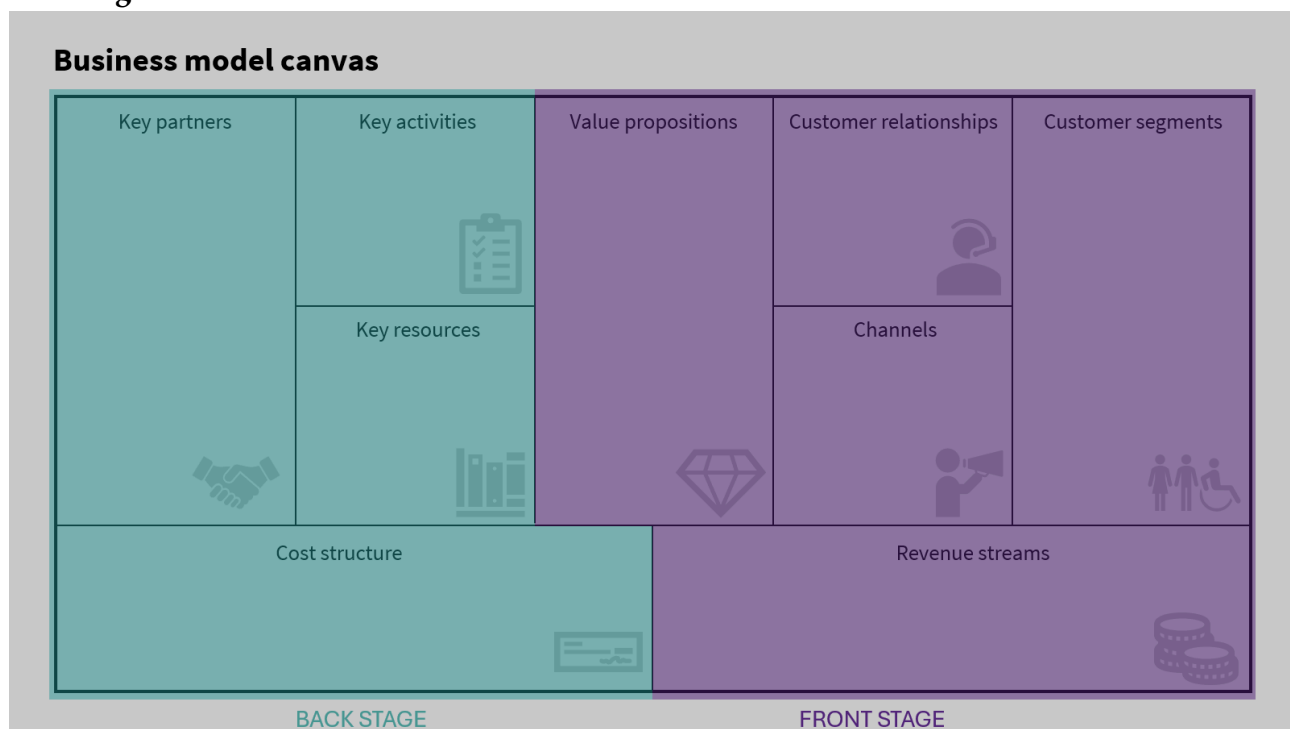 Business model canvas
Key partners
Key activities
Value propositions
Customer relationships
Customer segments
Key resources
Channels
Cost structure
Revenue streams
BACK STAGE
FRONT STAGE